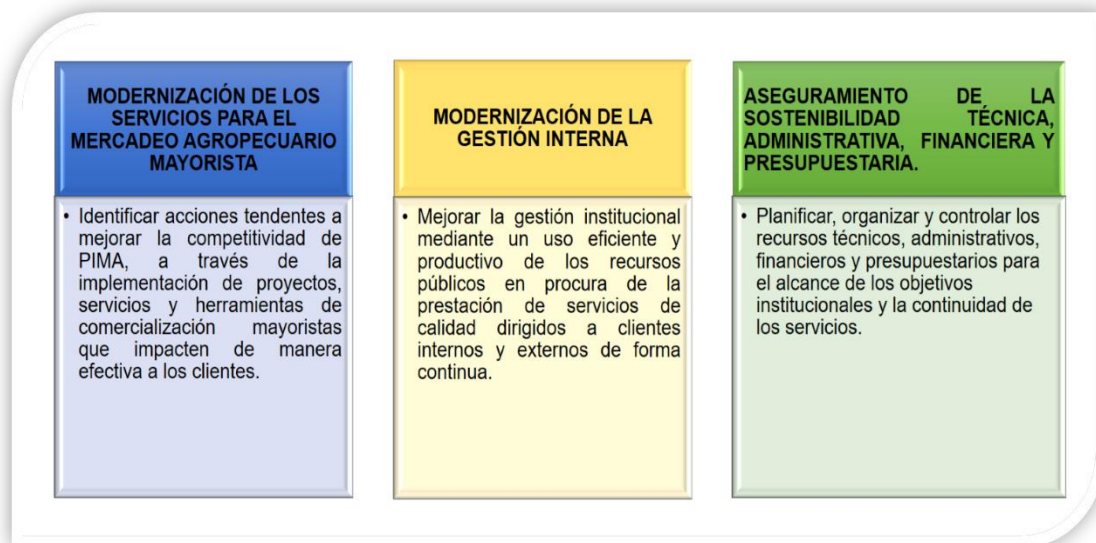 MODERNIZACIÓN DE LOS
SERVICIOS PARA EL
MERCADEO AGROPECUARIO
MAYORISTA
• Identificar acciones tendentes a
mejorar la competitividad de
PIMA, a través de la
implementación de proyectos,
servicios y herramientas de
comercialización mayoristas
que impacten de manera
efectiva a los clientes.
MODERNIZACIÓN DE LA
GESTIÓN INTERNA
• Mejorar la gestión institucional
mediante un uso eficiente y
productivo de los recursos
públicos en procura de la
prestación de servicios de
calidad dirigidos a clientes
internos y externos de forma
continua.
ASEGURAMIENTO DE LA
SOSTENIBILIDAD TÉCNICA,
ADMINISTRATIVA, FINANCIERA Y
PRESUPUESTARIA.
• Planificar, organizar y controlar los
recursos técnicos, administrativos,
financieros y presupuestarios para
el alcance de los objetivos
institucionales y la continuidad de
los servicios.